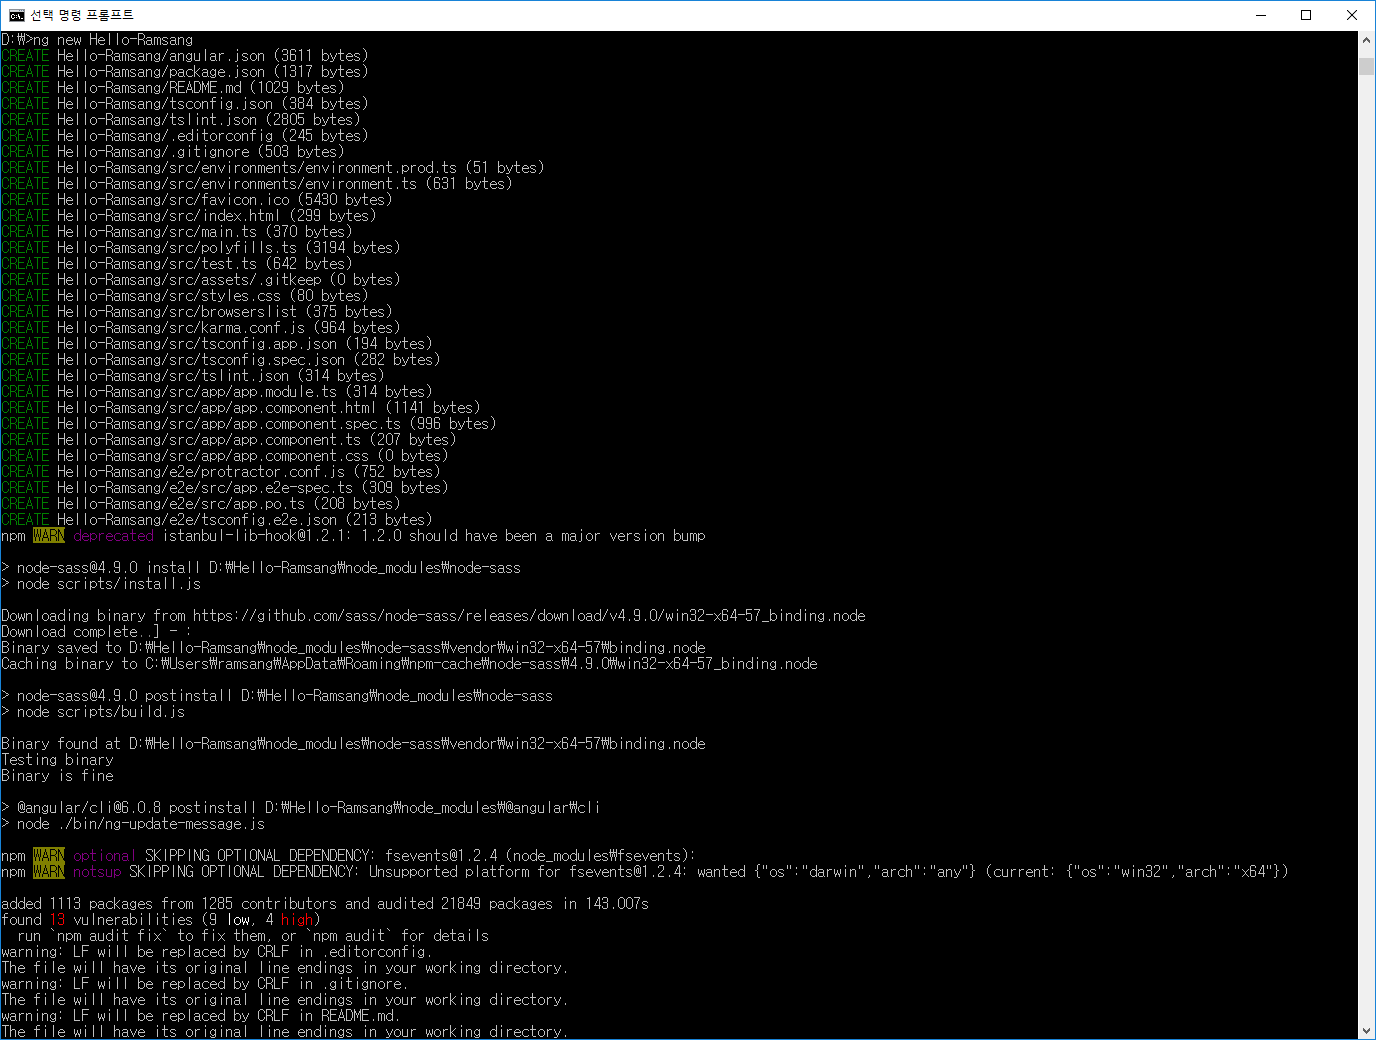 선택 명령 프롬프트
D:₩>ng new Hello-Ramsang
CREATE Hello-Ramsang/angular.json (3611 bytes)
CREATE Hello-Ramsang/package.json (1317 bytes)
CREATE Hello-Ramsang/README.md (1029 bytes)
CREATE Hello-Ramsang/tsconfig.json (384 bytes)
CREATE Hello-Ramsang/tslint.json (2805 bytes)
CREATE Hello-Ramsang/.editorconfig (245 bytes)
CREATE Hello-Ramsang/.gitignore (503 bytes)
CREATE Hello-Ramsang/src/environments/environment.prod.ts (51 bytes)
CREATE Hello-Ramsang/src/environments/environment.ts (631 bytes)
CREATE Hello-Ramsang/src/favicon.ico (5430 bytes)
CREATE Hello-Ramsang/src/index.html (299 bytes)
CREATE Hello-Ramsang/src/main.ts (370 bytes)
CREATE Hello-Ramsang/src/polyfills.ts (3194 bytes)
CREATE Hello-Ramsang/src/test.ts (642 bytes)
CREATE Hello-Ramsang/src/assets/.gitkeep (0 bytes)
CREATE Hello-Ramsang/src/styles.css (80 bytes)
CREATE Hello-Ramsang/src/browserslist (375 bytes)
CREATE Hello-Ramsang/src/karma.conf.js (964 bytes)
CREATE Hello-Ramsang/src/tsconfig.app.json (194 bytes)
CREATE Hello-Ramsang/src/tsconfig.spec.json (282 bytes)
CREATE Hello-Ramsang/src/tslint.json (314 bytes)
CREATE Hello-Ramsang/src/app/app.module.ts (314 bytes)
CREATE Hello-Ramsang/src/app/app.component.html (1141 bytes)
CREATE Hello-Ramsang/src/app/app.component.spec.ts (996 bytes)
CREATE Hello-Ramsang/src/app/app.component.ts (207 bytes)
CREATE Hello-Ramsang/src/app/app.component.css (0 bytes)
CREATE Hello-Ramsang/e2e/protractor.conf.js (752 bytes)
CREATE Hello-Ramsang/e2e/src/app.e2e-spec.ts (309 bytes)
CREATE Hello-Ramsang/e2e/src/app.po.ts (208 bytes)
CREATE Hello-Ramsang/e2e/tsconfig.e2e.json (213 bytes)
npm WARN deprecated istanbul-lib-hook@1.2.1: 1.2.0 should have been a major version bump
> node-sass@4.9.0 install D:₩Hello-Ramsang₩node_modules₩node-sass
> node scripts/install.js
Downloading binary from https://github.com/sass/node-sass/releases/download/v4.9.0/win32-x64-57_binding.node
Download complete..] - :
Binary saved to D:₩Hello-Ramsang₩node_modules₩node-sass₩vendor₩win32-x64-57₩binding.node
Caching binary to C:₩Users₩ramsang₩AppData₩Roaming₩npm-cache₩node-sass₩4.9.0₩win32-x64-57_binding.node
> node-sass@4.9.0 postinstall D:₩Hello-Ramsang₩node_modules₩node-sass
> node scripts/build.js
Binary found at D:₩Hello-Ramsang₩node_modules₩node-sass₩vendor₩win32-x64-57₩binding.node
Testing binary
Binary is fine
> @angular/cli@6.0.8 postinstall D:₩Hello-Ramsang₩node_modules₩@angular₩cli
> node ./bin/ng-update-message.js
npm WARN optional SKIPPING OPTIONAL DEPENDENCY: fsevents@1.2.4 (node_modules₩fsevents):
npm WARN notsup SKIPPING OPTIONAL DEPENDENCY: Unsupported platform for fsevents@1.2.4: wanted {"os":"darwin","arch":"any"} (current: {"os":"win32","arch":"x64"})
added 1113 packages from 1285 contributors and audited 21849 packages in 143.007s
found 13 vulnerabilities (9 low, 4 high)
run `npm audit fix` to fix them, or `npm audit` for details
warning: LF will be replaced by CRLF in .editorconfig.
The file will have its original line endings in your working directory.
warning: LF will be replaced by CRLF in .gitignore.
The file will have its original line endings in your working directory.
warning: LF will be replaced by CRLF in README.md.
The file will have its original line endings in your working directory.